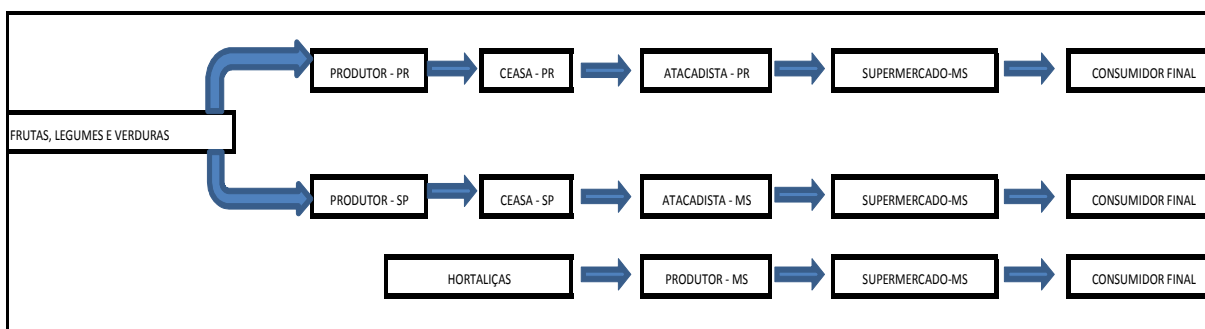 PRODUTOR - PR
CEASA - PR
ATACADISTA - PR
SUPERMERCADO-MS
CONSUMIDOR FINAL
FRUTAS, LEGUMES E VERDURAS
PRODUTOR - SP
CEASA - SP
ATACADISTA - MS
SUPERMERCADO-MS
CONSUMIDOR FINAL
HORTALIÇAS
PRODUTOR - MS
SUPERMERCADO-MS
CONSUMIDOR FINAL